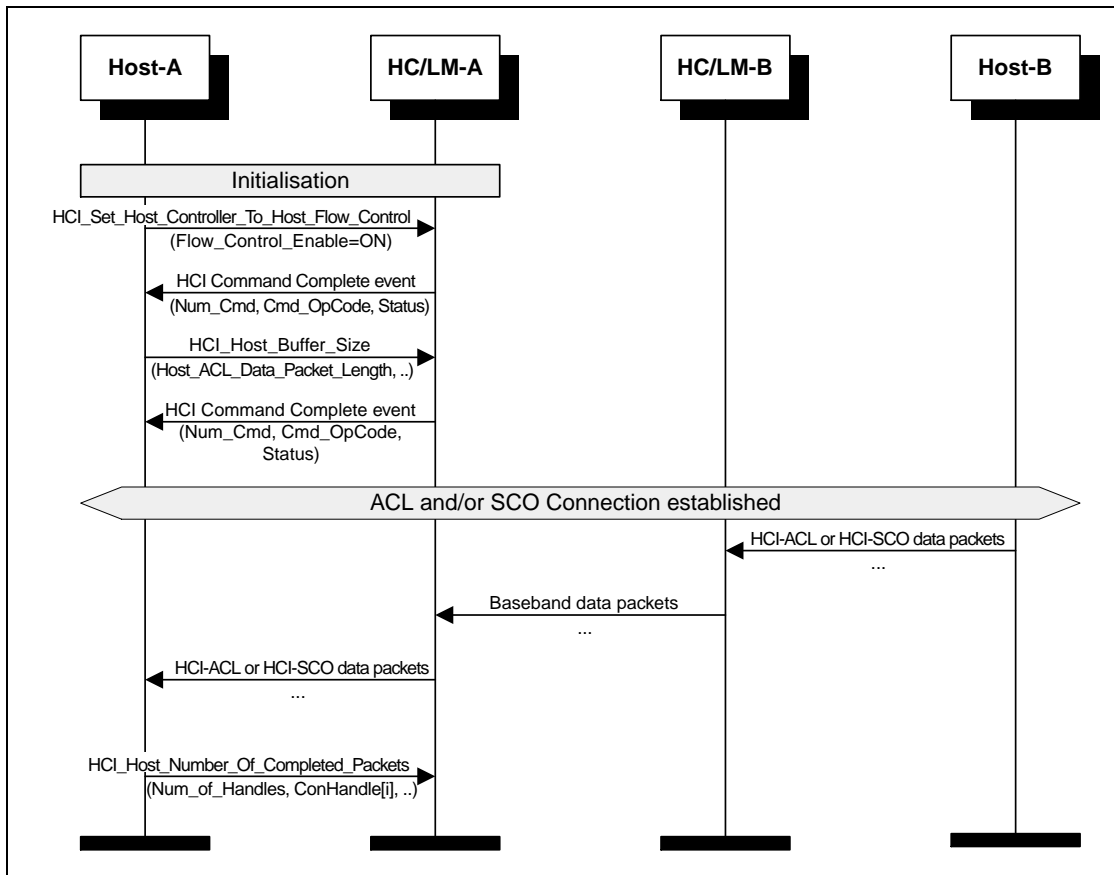 Host-A HC/LM-A HC/LM-B Host-B
Initialisation
HCI_Set_Host_Controller_To_Host_Flow_Control
(Flow_Control_Enable=ON)
HCI Command Complete event
(Num_Cmd, Cmd_OpCode, Status)
HCI_Host_Buffer_Size
(Host_ACL_Data_Packet_Length, ..)
HCI Command Complete event
(Num_Cmd, Cmd_OpCode,
Status)
ACL and/or SCO Connection established
HCI-ACL or HCI-SCO data packets
...
Baseband data packets
...
HCI-ACL or HCI-SCO data packets
...
HCI_Host_Number_Of_Completed_Packets
(Num_of_Handles, ConHandle[i], ..)